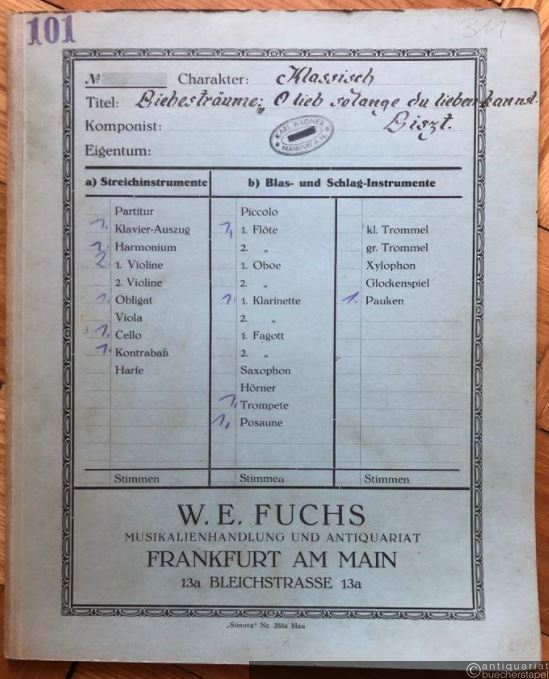 101
311
№ Charakter: Klassisch
Titel: Liebesträume: „O lieb solange du lieben kannst.
Komponist: Liszt.
KARL WAGNER
FRANKFURT A. M.
Eigentum:
a) Streichinstrumente b) Blas- und Schlag-Instrumente
Partitur Piccolo
1. Klavier-Auszug 1. 1. Flöte kl. Trommel
1. Harmonium 2. „ gr. Trommel
2. 1. Violine 1. Oboe Xylophon
2. Violine 2. „ Glockenspiel
1. Obligat 1. 1. Klarinette 1. Pauken
Viola 2. „
1. Cello 1. Fagott
1. Kontrabaß 2. „
Harfe Saxophon
Hörner
1. Trompete
1. Posaune
Stimmen Stimmen Stimmen
W. E. FUCHS
MUSIKALIENHANDLUNG UND ANTIQUARIAT
FRANKFURT AM MAIN
13a BLEICHSTRASSE 13a
„Sünova“ Nr. 350a blau
antiquariat
buecherstapel